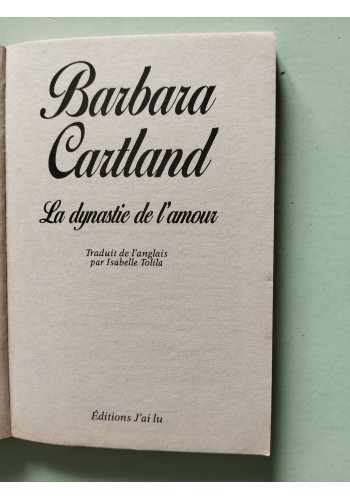 Barbara
Cartland
La dynastie de l'amour
Traduit de l'anglais
par Isabelle Tolila
Éditions J'ai lu